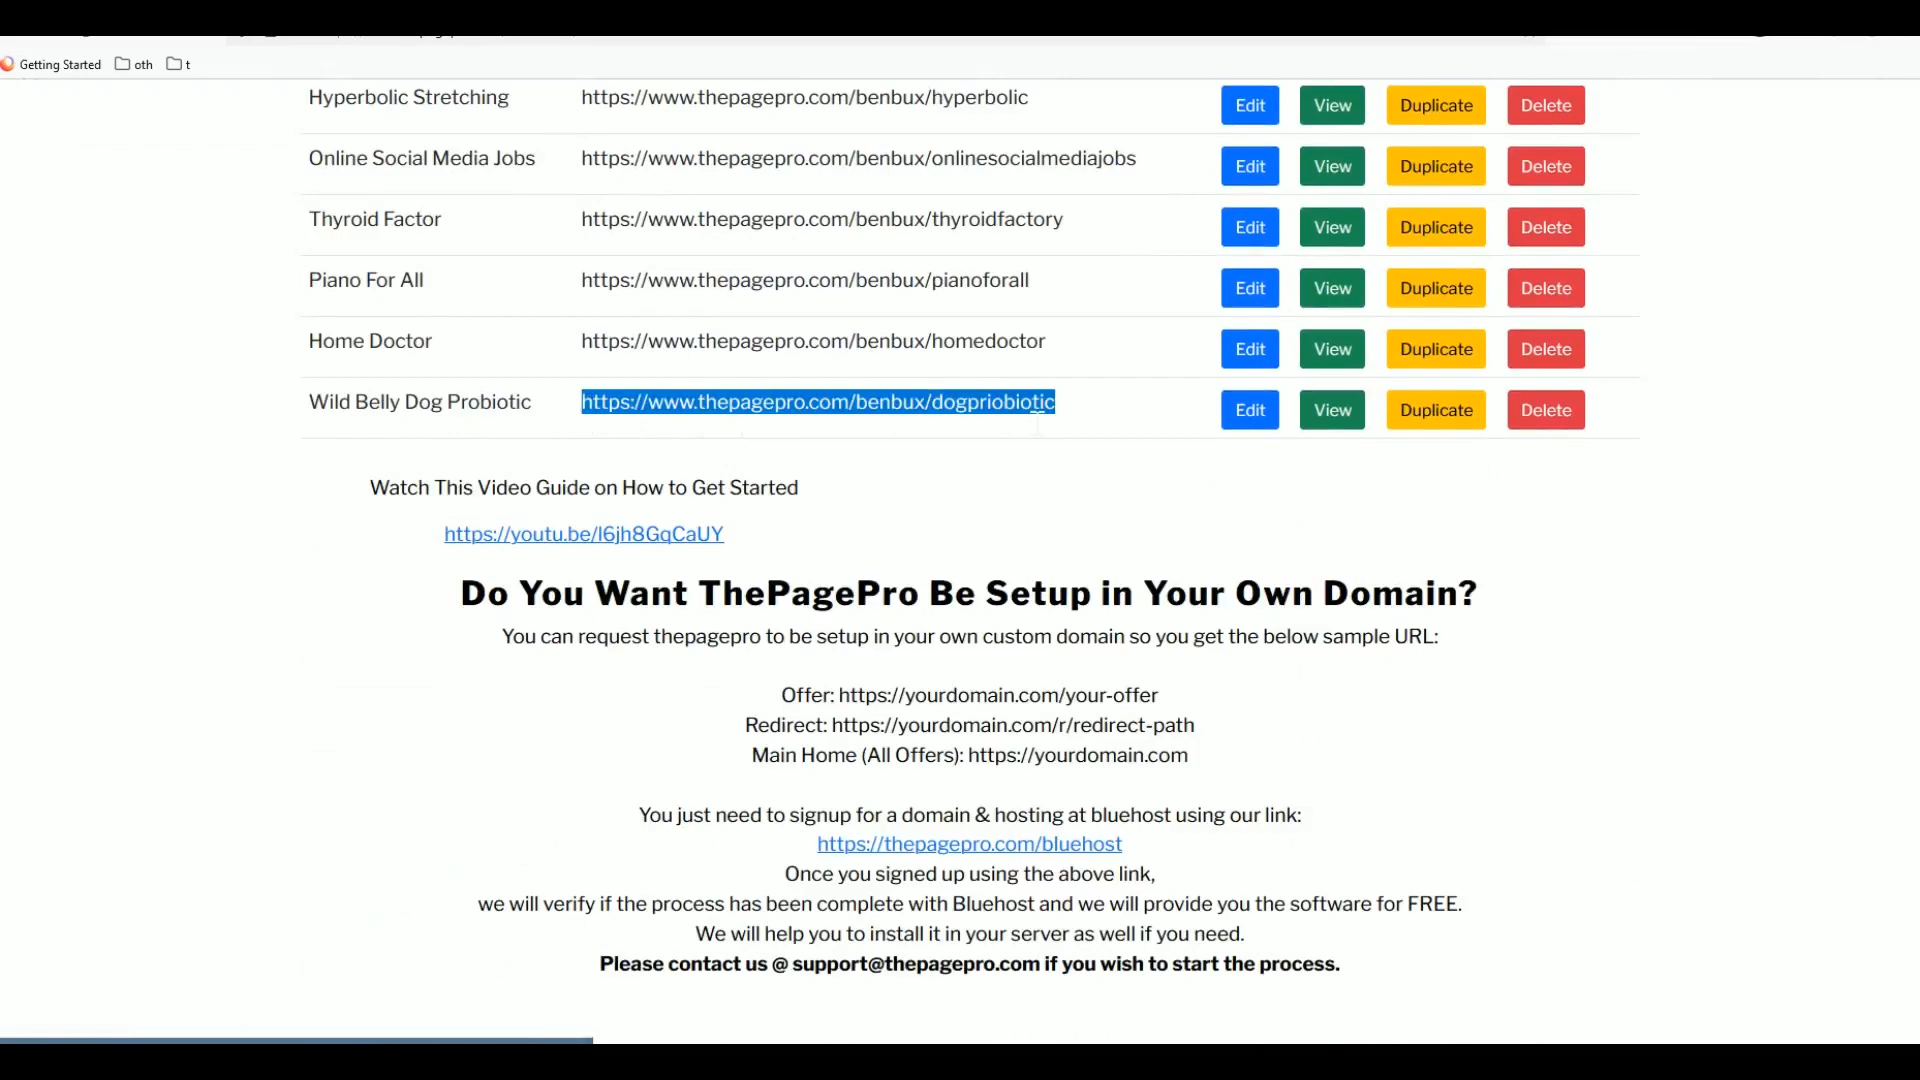 Getting Started oth t
Hyperbolic Stretching https://www.thepagepro.com/benbux/hyperbolic Edit View Duplicate Delete
Online Social Media Jobs https://www.thepagepro.com/benbux/onlinesocialmediajobs Edit View Duplicate Delete
Thyroid Factor https://www.thepagepro.com/benbux/thyroidfactory Edit View Duplicate Delete
Piano For All https://www.thepagepro.com/benbux/pianoforall Edit View Duplicate Delete
Home Doctor https://www.thepagepro.com/benbux/homedoctor Edit View Duplicate Delete
Wild Belly Dog Probiotic https://www.thepagepro.com/benbux/dogpriobiotic Edit View Duplicate Delete
Watch This Video Guide on How to Get Started
https://youtu.be/l6jh8GqCaUY
Do You Want ThePagePro Be Setup in Your Own Domain?
You can request thepagepro to be setup in your own custom domain so you get the below sample URL:
Offer: https://yourdomain.com/your-offer
Redirect: https://yourdomain.com/r/redirect-path
Main Home (All Offers): https://yourdomain.com
You just need to signup for a domain & hosting at bluehost using our link:
https://thepagepro.com/bluehost
Once you signed up using the above link,
we will verify if the process has been complete with Bluehost and we will provide you the software for FREE.
We will help you to install it in your server as well if you need.
Please contact us @ support@thepagepro.com if you wish to start the process.